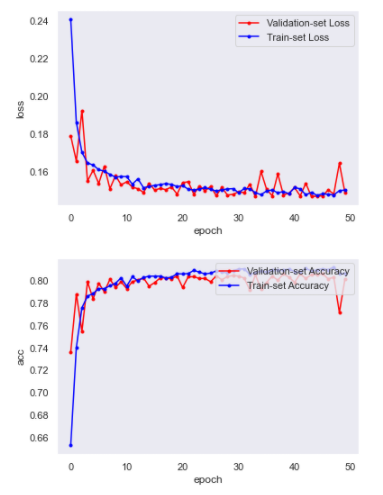 0.24
0.22
0.20
0.18
0.16
loss
Validation-set Loss
Train-set Loss
0 10 20 30 40 50
epoch
0.80
0.78
0.76
0.74
0.72
0.70
0.68
0.66
acc
Validation-set Accuracy
Train-set Accuracy
0 10 20 30 40 50
epoch